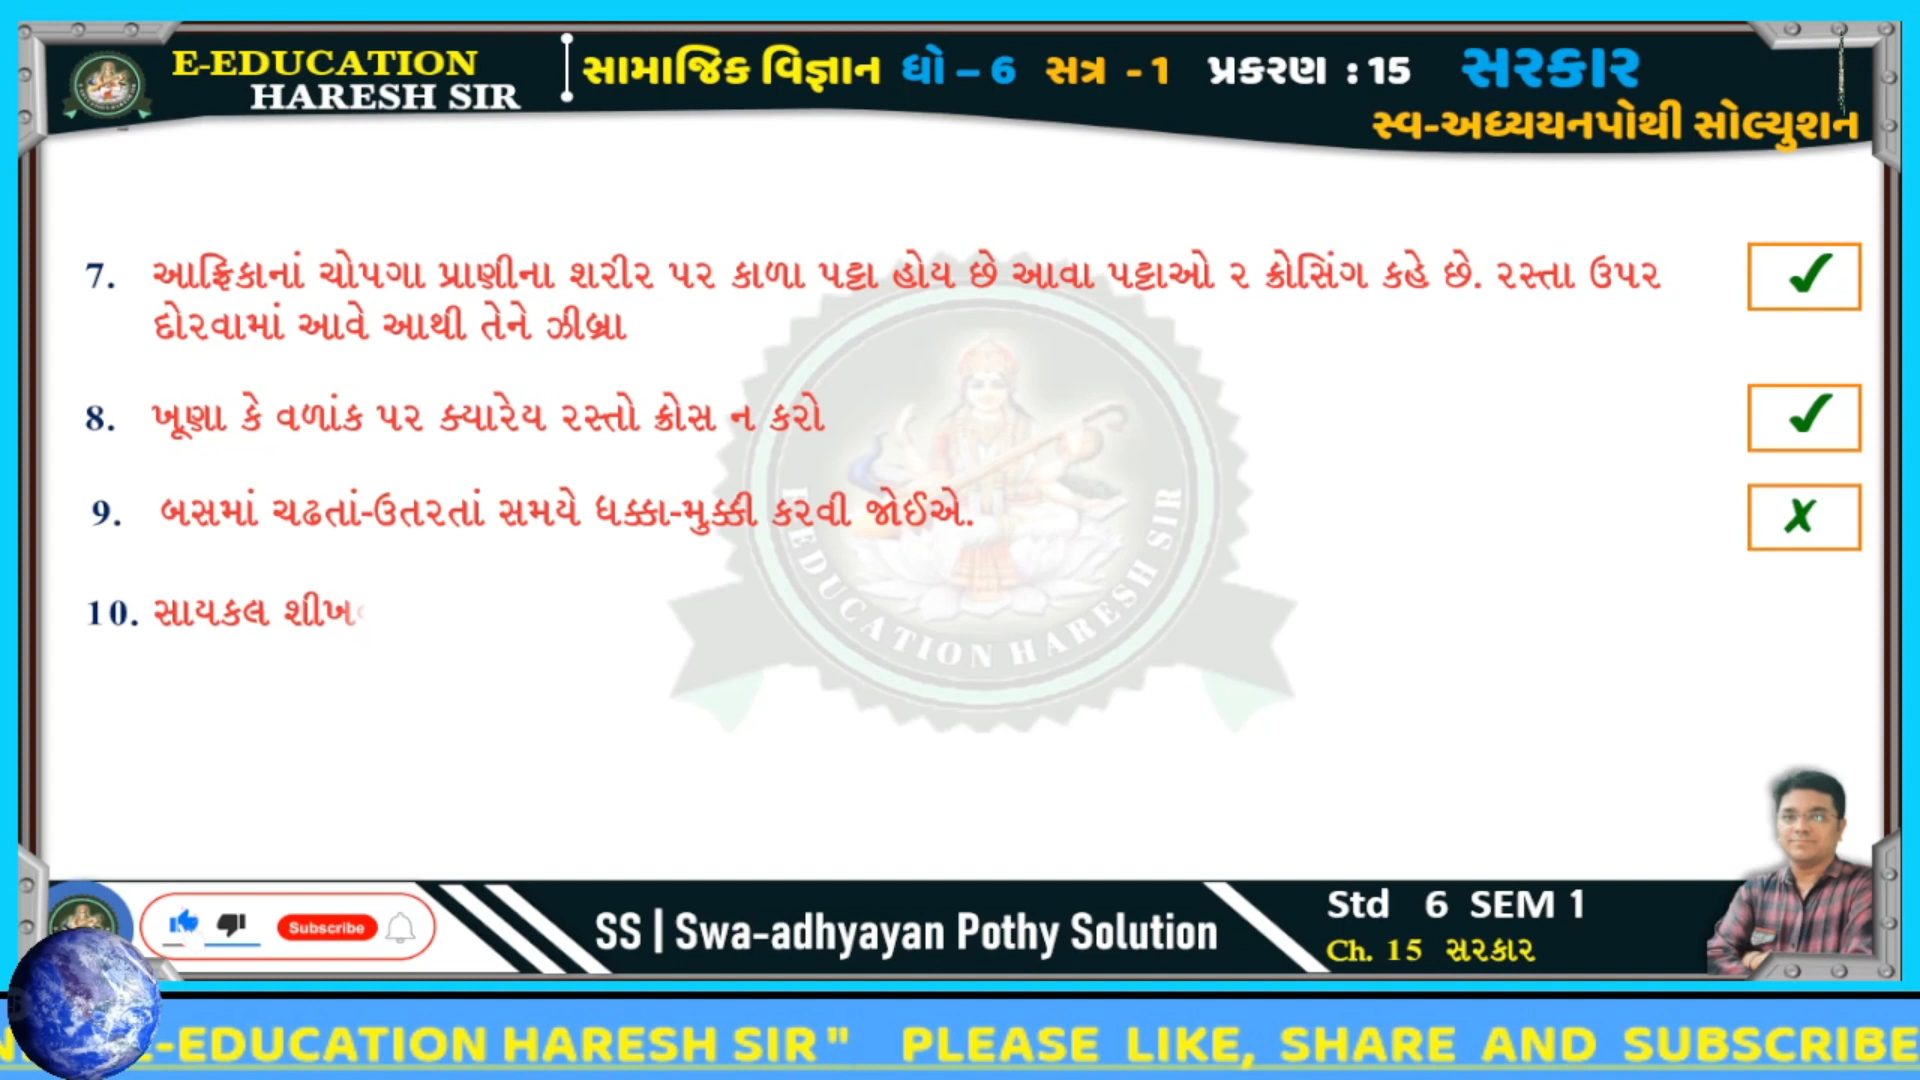 E-EDUCATION
HARESH SIR
સામાજિક વિજ્ઞાન ધો – 6 સત્ર - 1 પ્રકરણ : 15 સરકાર
સ્વ-અધ્યયનપોથી સોલ્યુશન
7. આફ્રિકાનાં ચોપગા પ્રાણીના શરીર પર કાળા પટ્ટા હોય છે આવા પટ્ટાઓ ૨ ક્રોસિંગ કહે છે. રસ્તા ઉપર ✔
દોરવામાં આવે આથી તેને ઝીબ્રા
8. ખૂણા કે વળાંક પર ક્યારેય રસ્તો ક્રોસ ન કરો ✔
9. બસમાં ચઢતાં-ઉતરતાં સમયે ધક્કા-મુક્કી કરવી જોઈએ. ✗
10. સાયકલ શીખ
E-EDUCATION HARESH SIR
Subscribe
SS | Swa-adhyayan Pothy Solution
Std 6 SEM 1
Ch. 15 સરકાર
-EDUCATION HARESH SIR" PLEASE LIKE, SHARE AND SUBSCRIBE